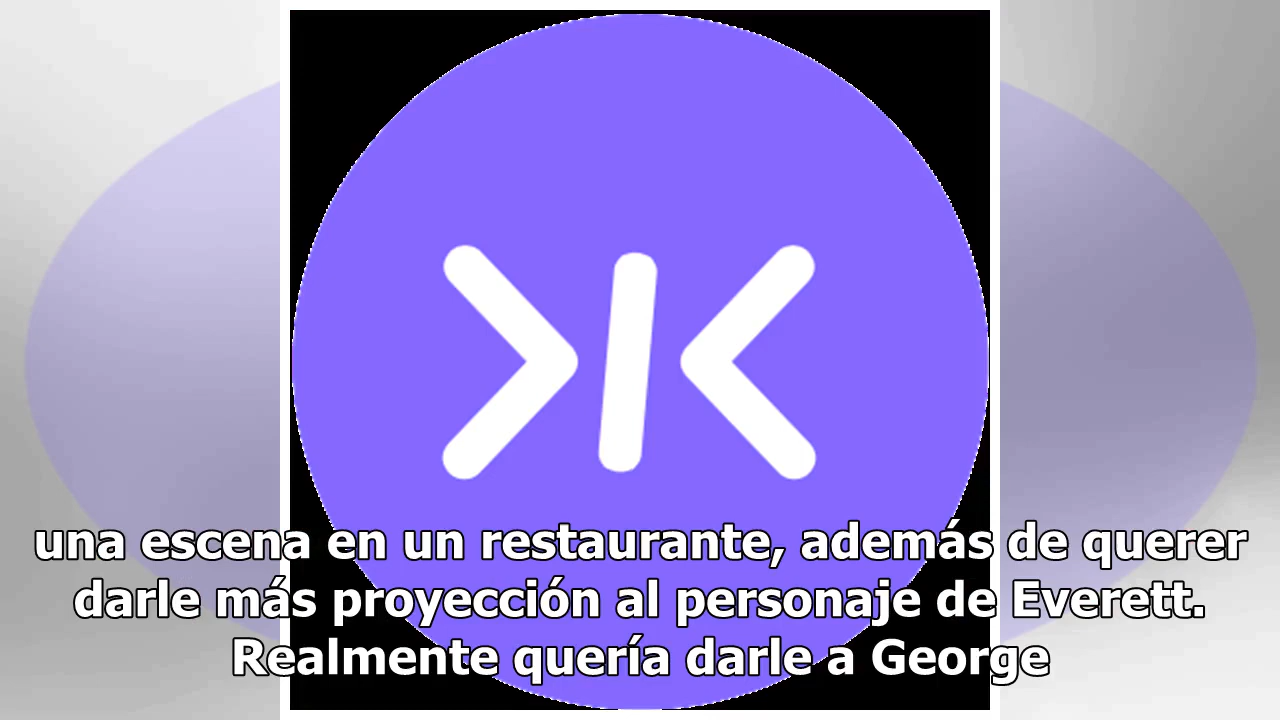 una escena en un restaurante, además de querer
darle más proyección al personaje de Everett.
Realmente quería darle a George